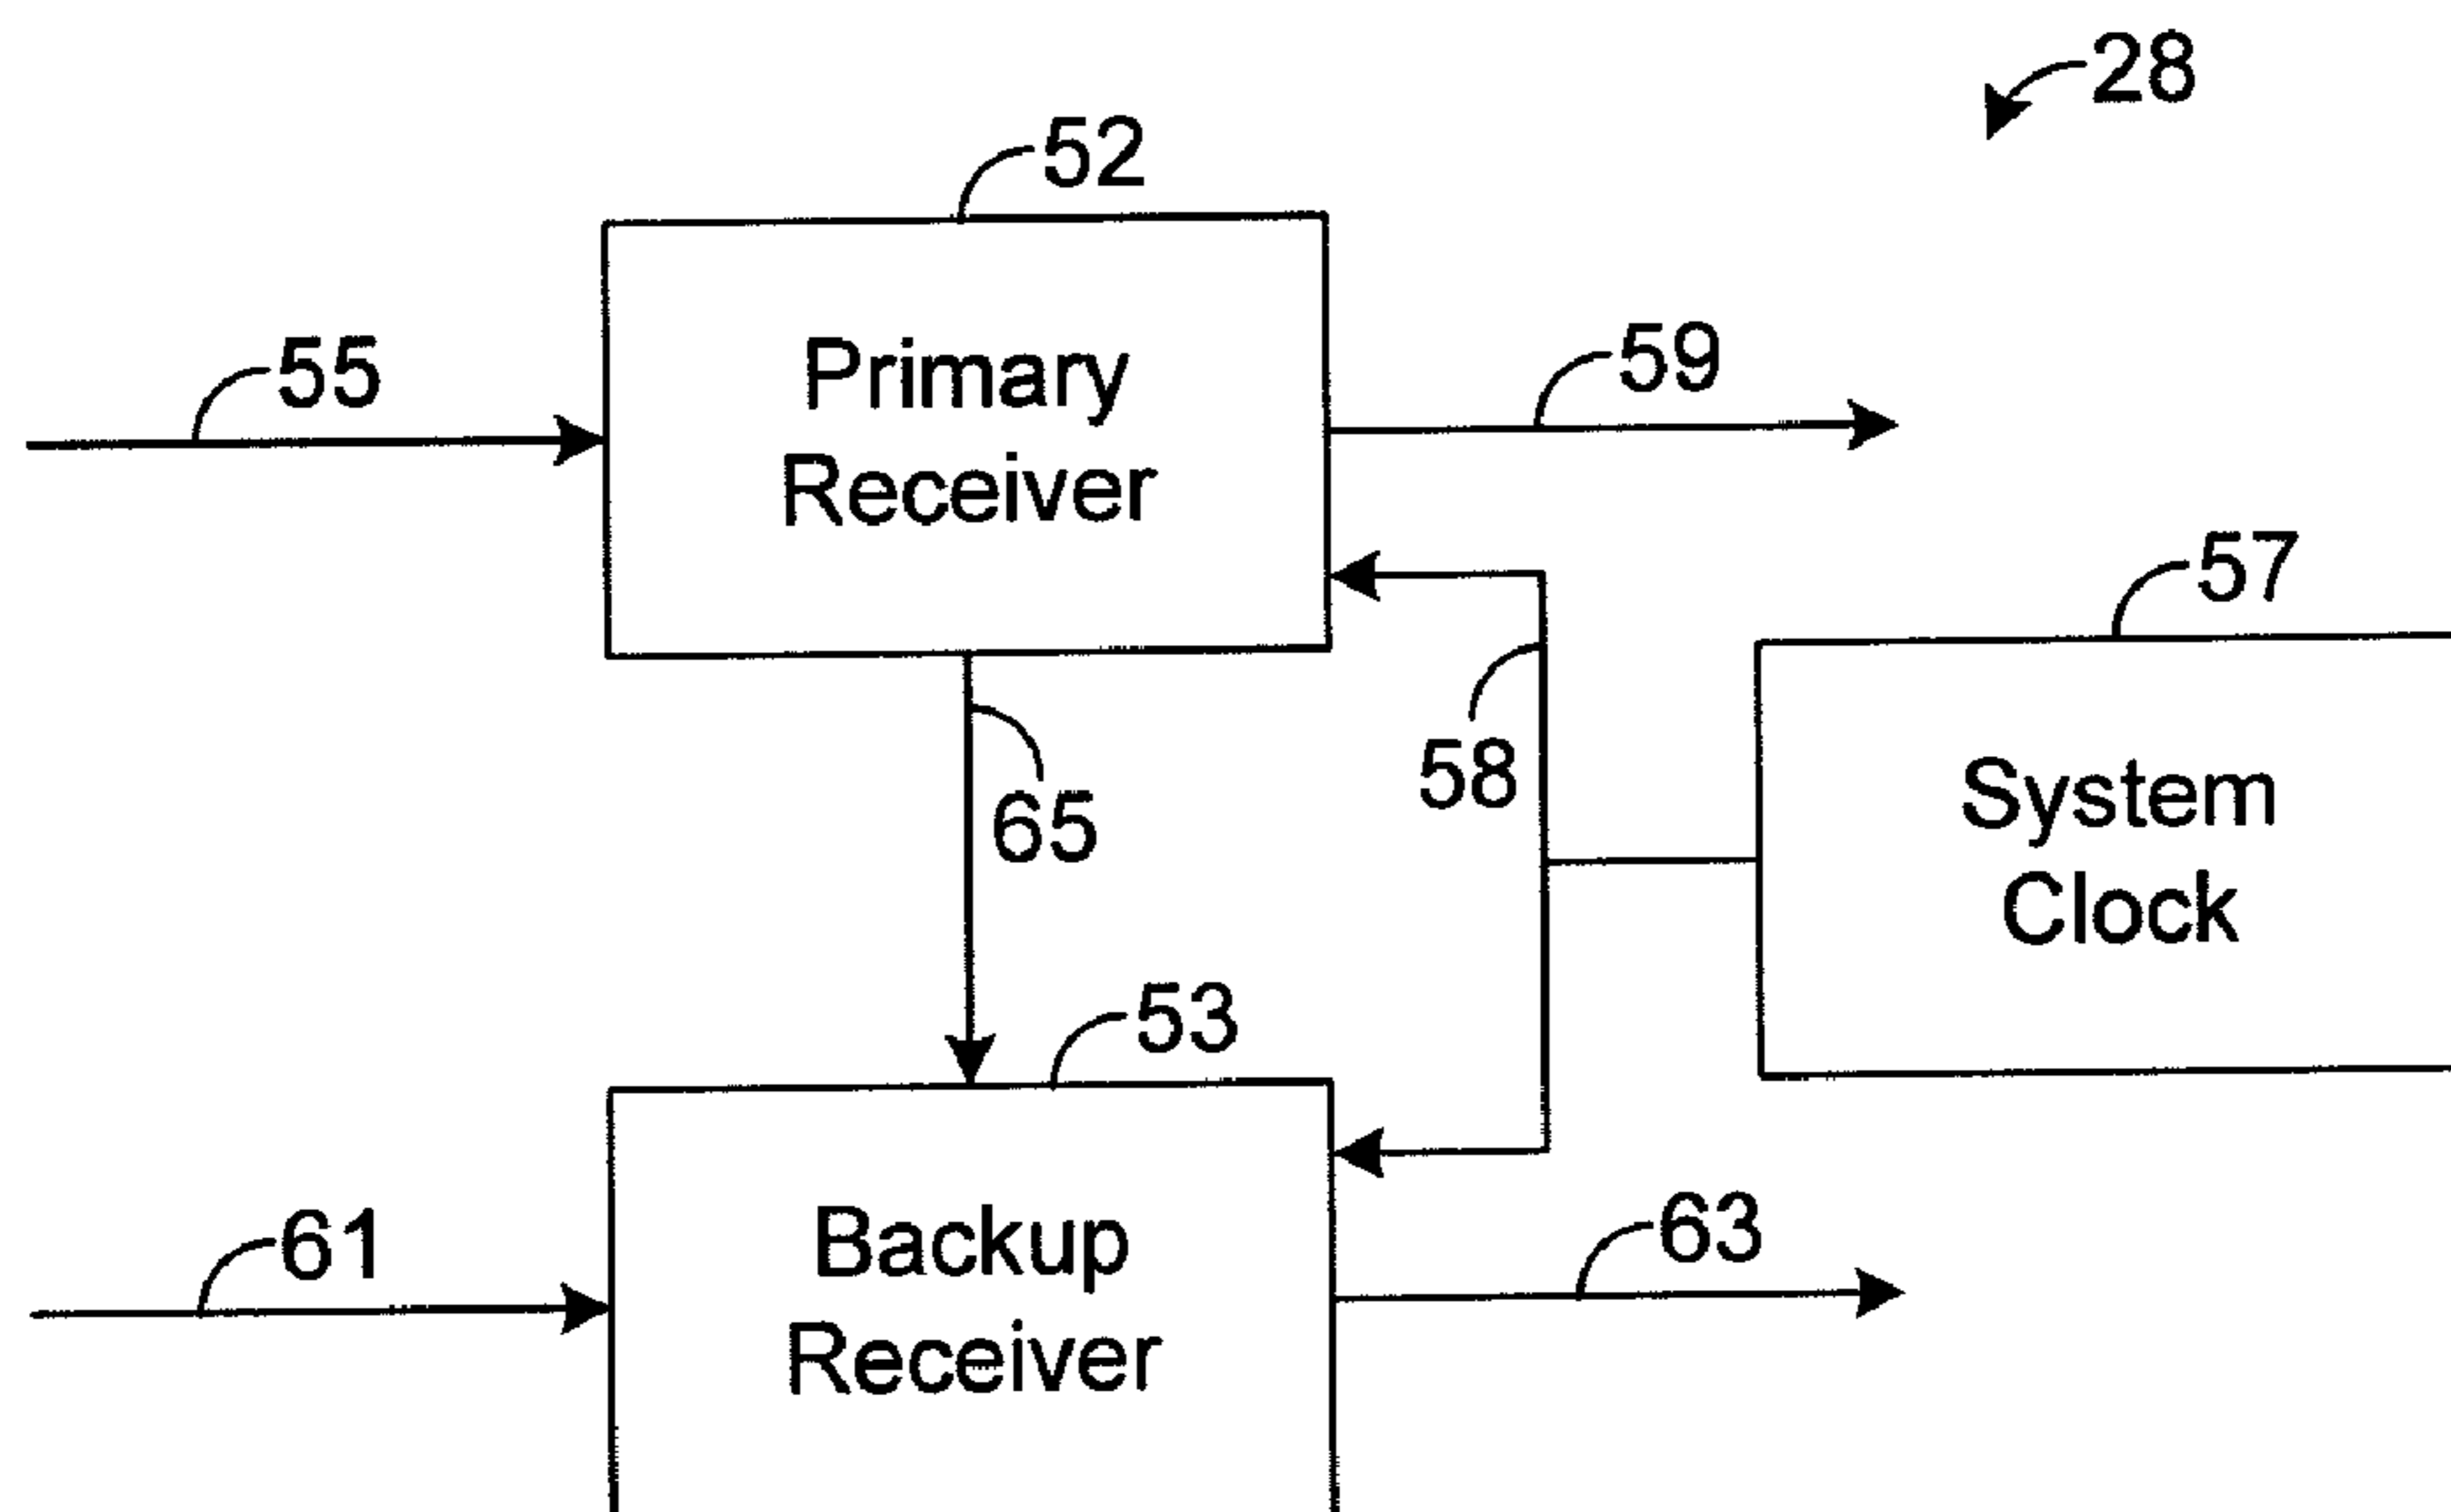 28
52
55
Primary
Receiver
59
57
58
System
Clock
65
53
61
Backup
Receiver
63